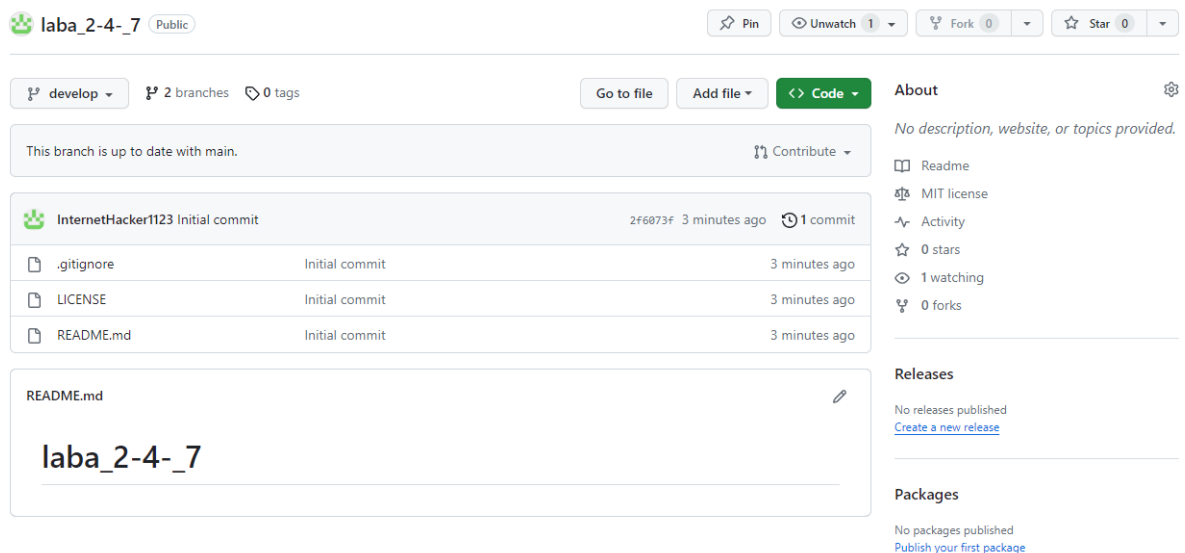 laba_2-4-_7 Public Pin Unwatch 1 Fork 0 Star 0
develop 2 branches 0 tags Go to file Add file Code
This branch is up to date with main. Contribute
InternetHacker1123 Initial commit 2f6073f 3 minutes ago 1 commit
.gitignore Initial commit 3 minutes ago
LICENSE Initial commit 3 minutes ago
README.md Initial commit 3 minutes ago
README.md
laba_2-4-_7
About
No description, website, or topics provided.
Readme
MIT license
Activity
0 stars
1 watching
0 forks
Releases
No releases published
Create a new release
Packages
No packages published
Publish your first package